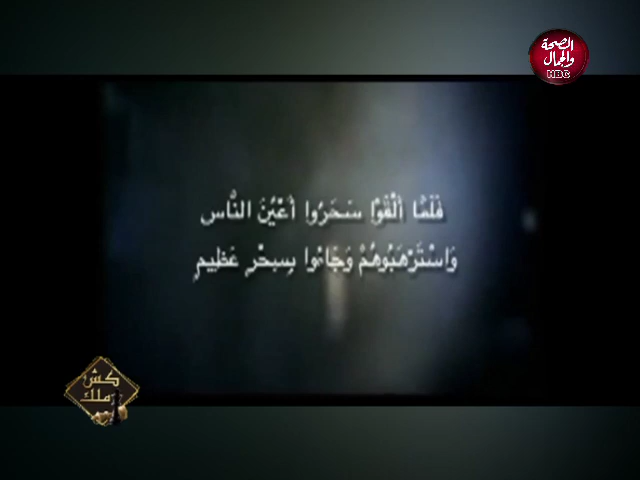 الصحة
والجمال
HBC
فَلَمَّا أَلْقَوْا سَحَرُوا أَعْيُنَ النَّاسِ
وَاسْتَرْهَبُوهُمْ وَجَاءُوا بِسِحْرٍ عَظِيمٍ
كش
ملك